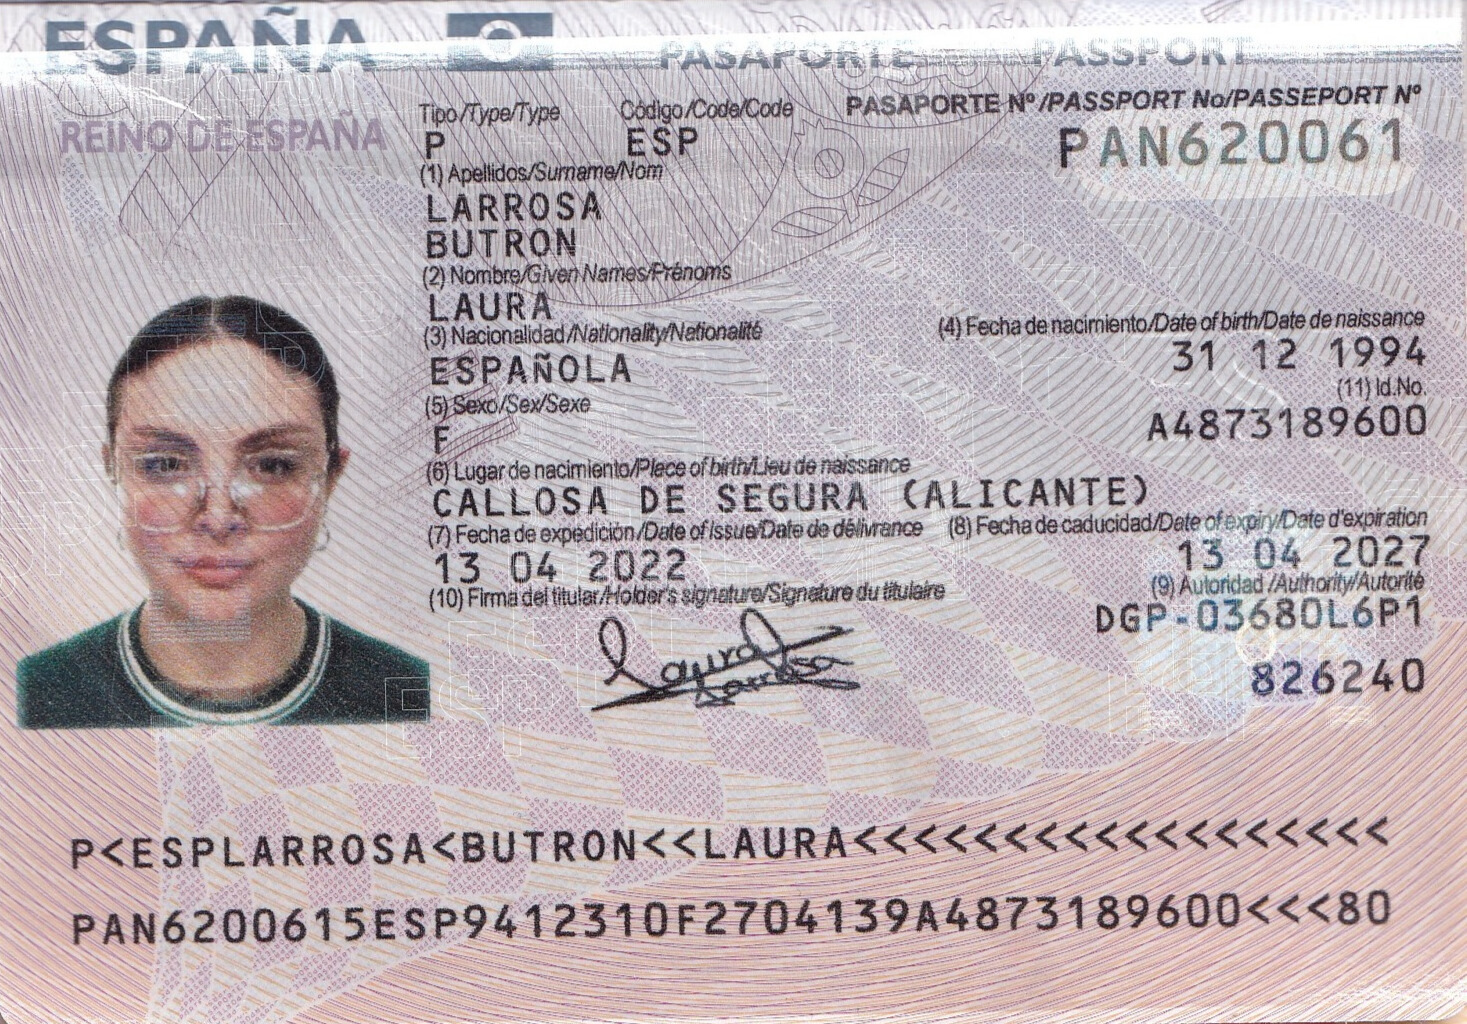 ESPAÑA PASAPORTE PASSPORT
REINO DE ESPAÑA
Tipo/Type/Type Código/Code/Code PASAPORTE Nº/PASSPORT No/PASSEPORT Nº
P ESP PAN620061
(1) Apellidos/Surname/Nom
LARROSA
BUTRON
(2) Nombre/Given Names/Prénoms
LAURA
(3) Nacionalidad/Nationality/Nationalité (4) Fecha de nacimiento/Date of birth/Date de naissance
ESPAÑOLA 31 12 1994
(5) Sexo/Sex/Sexe (11) Id.No.
F A4873189600
(6) Lugar de nacimiento/Place of birth/Lieu de naissance
CALLOSA DE SEGURA (ALICANTE)
(7) Fecha de expedición/Date of issue/Date de délivrance (8) Fecha de caducidad/Date of expiry/Date d'expiration
13 04 2022 13 04 2027
(10) Firma del titular/Holder's signature/Signature du titulaire (9) Autoridad /Authority/Autorité
DGP-03680L6P1
Laura
Larrosa
826240
P<ESPLARROSA<BUTRON<<LAURA<<<<<<<<<<<<<<<<<<
PAN6200615ESP9412310F2704139A4873189600<<<80